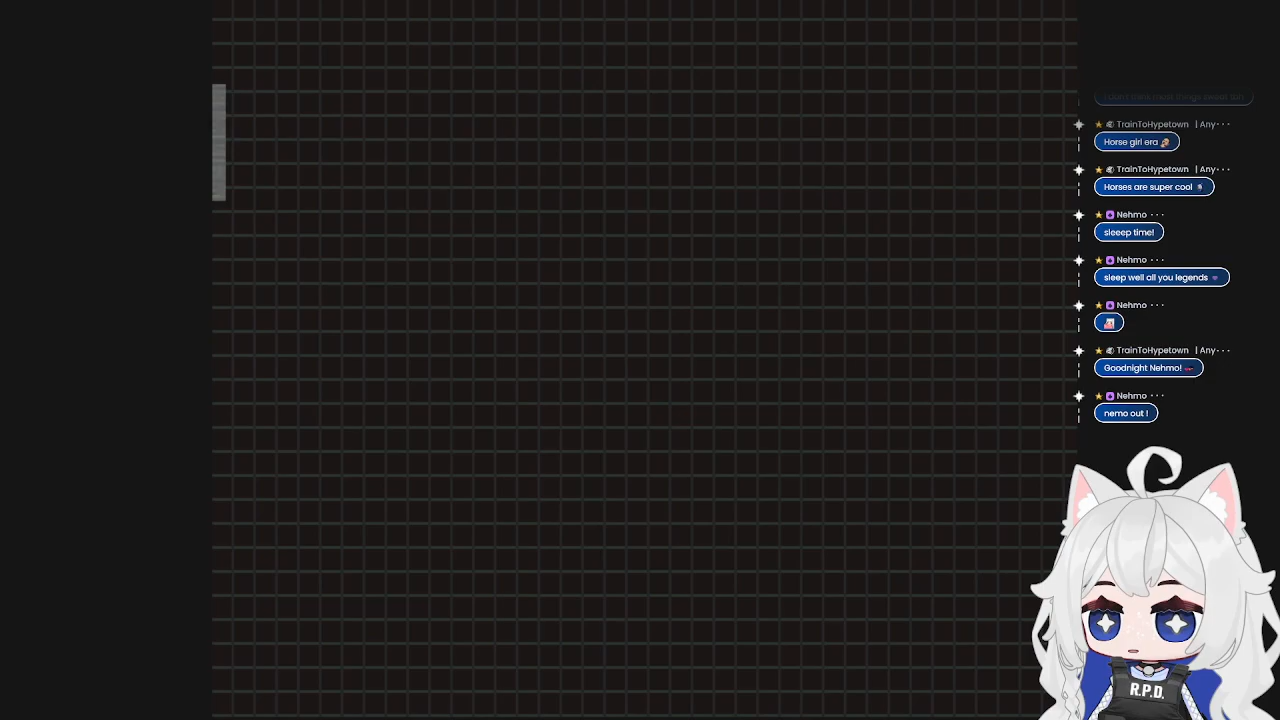 TrainToHypetown | Any···
Horse girl era
TrainToHypetown | Any···
Horses are super cool
Nehmo ···
sleeep time!
Nehmo ···
sleep well all you legends
Nehmo ···
TrainToHypetown | Any···
Goodnight Nehmo!
Nehmo ···
nemo out !
R.P.D.